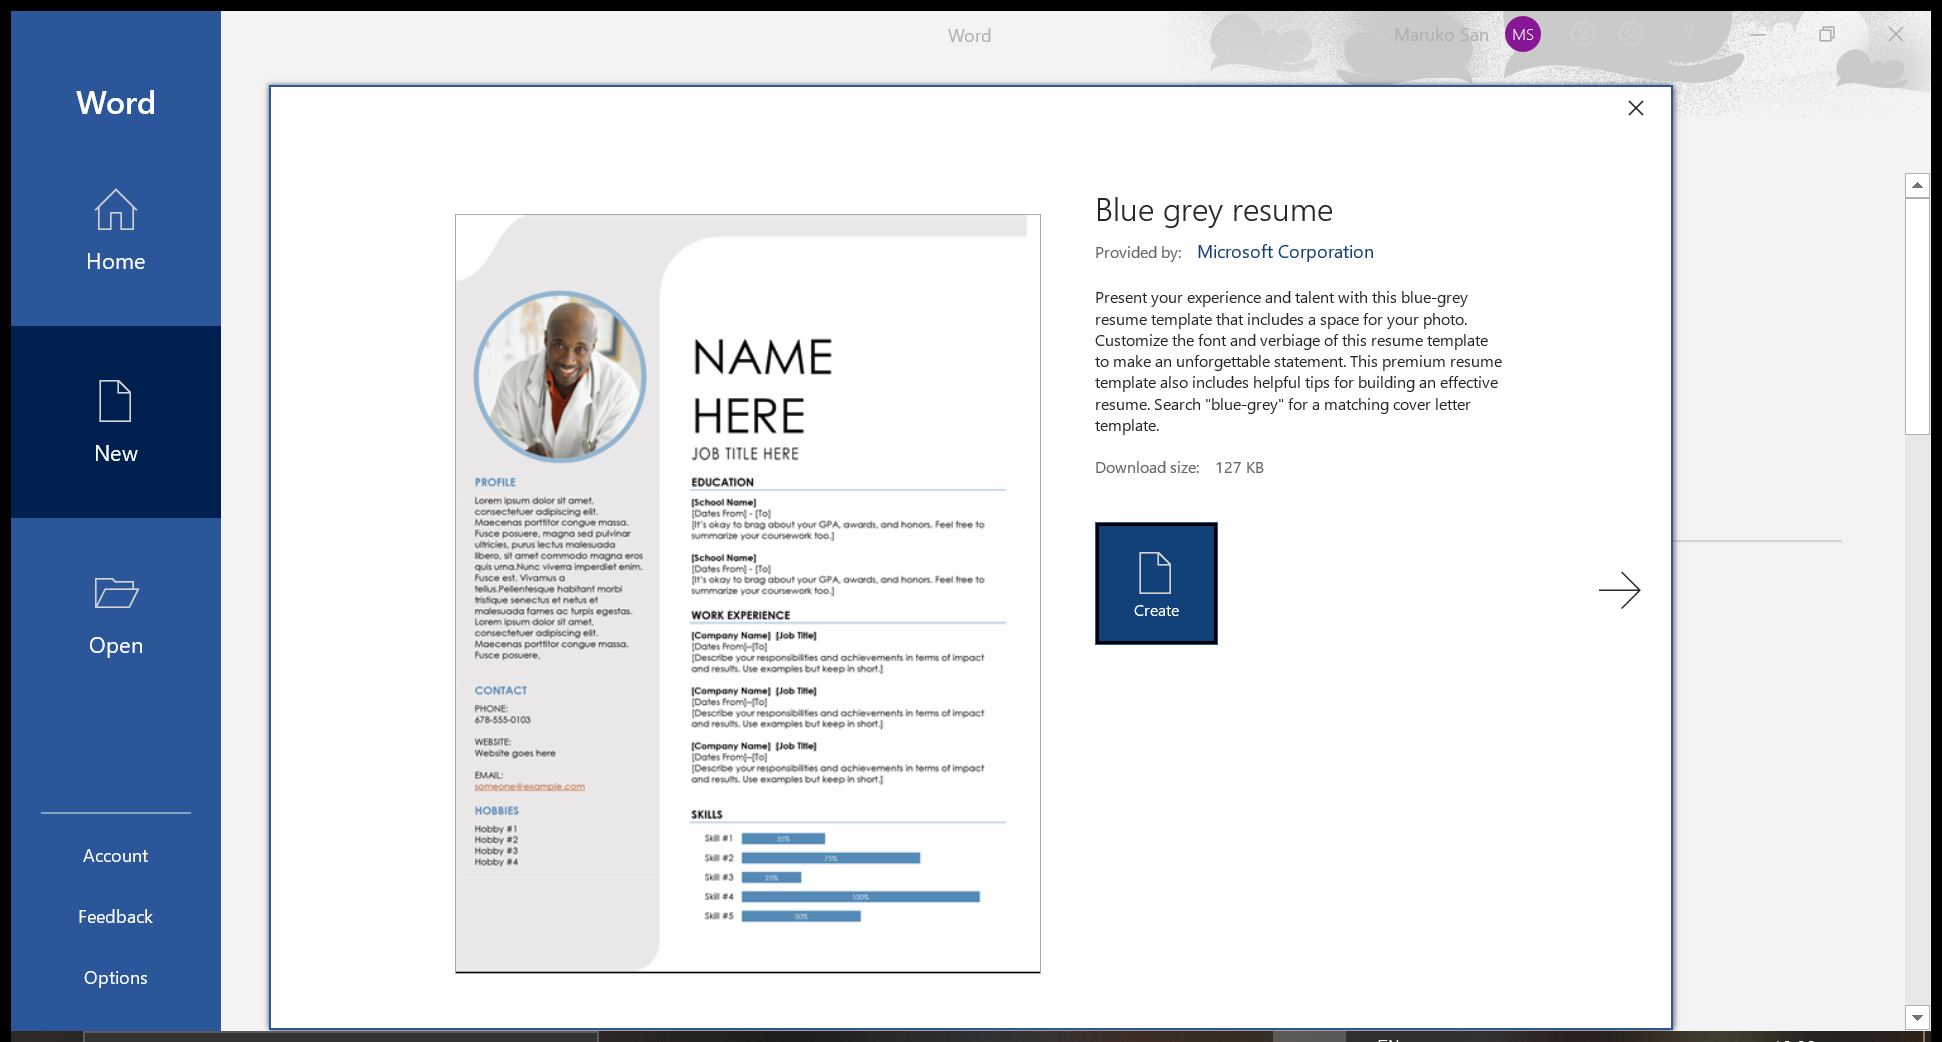 Word
Maruko San
MS
?
Word
Home
New
Open
Account
Feedback
Options
NAME
HERE
JOB TITLE HERE
PROFILE
Lorem ipsum dolor sit amet,
consectetuer adipiscing elit.
Maecenas porttitor congue massa.
Fusce posuere, magna sed pulvinar
ultricies, purus lectus malesuada
libero, sit amet commodo magna eros
quis urna.Nunc viverra imperdiet enim.
Fusce est. Vivamus a
tellus.Pellentesque habitant morbi
tristique senectus et netus et
malesuada fames ac turpis egestas.
Lorem ipsum dolor sit amet,
consectetuer adipiscing elit.
Maecenas porttitor congue massa.
Fusce posuere,
CONTACT
PHONE:
678-555-0103
WEBSITE:
Website goes here
EMAIL:
someone@example.com
HOBBIES
Hobby #1
Hobby #2
Hobby #3
Hobby #4
EDUCATION
[School Name]
[Dates From] - [To]
[It's okay to brag about your GPA, awards, and honors. Feel free to
summarize your coursework too.]
[School Name]
[Dates From] - [To]
[It's okay to brag about your GPA, awards, and honors. Feel free to
summarize your coursework too.]
WORK EXPERIENCE
[Company Name] [Job Title]
[Dates From]–[To]
[Describe your responsibilities and achievements in terms of impact
and results. Use examples but keep in short.]
[Company Name] [Job Title]
[Dates From]–[To]
[Describe your responsibilities and achievements in terms of impact
and results. Use examples but keep in short.]
[Company Name] [Job Title]
[Dates From]–[To]
[Describe your responsibilities and achievements in terms of impact
and results. Use examples but keep in short.]
SKILLS
Skill #1 35%
Skill #2 75%
Skill #3 25%
Skill #4 100%
Skill #5 50%
Blue grey resume
Provided by: Microsoft Corporation
Present your experience and talent with this blue-grey
resume template that includes a space for your photo.
Customize the font and verbiage of this resume template
to make an unforgettable statement. This premium resume
template also includes helpful tips for building an effective
resume. Search "blue-grey" for a matching cover letter
template.
Download size: 127 KB
Create